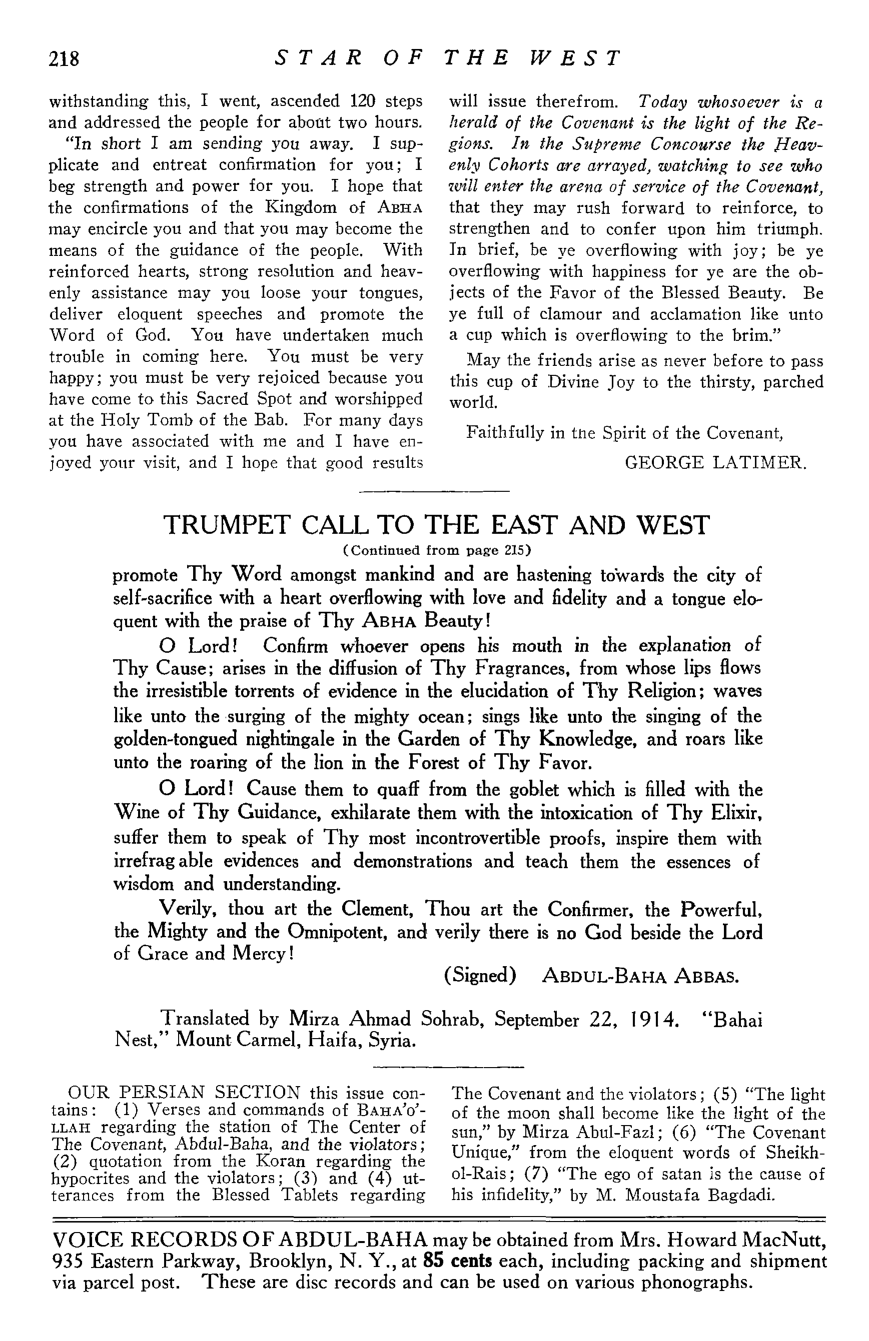 218
STAR OF THE WEST
withstanding this, I went, ascended 120 steps
and addressed the people for about two hours.
"In short I am sending you away. I sup-
plicate and entreat confirmation for you; I
beg strength and power for you. I hope that
the confirmations of the Kingdom of ABHA
may encircle you and that you may become the
means of the guidance of the people. With
reinforced hearts, strong resolution and heav-
enly assistance may you loose your tongues,
deliver eloquent speeches and promote the
Word of God. You have undertaken much
trouble in coming here. You must be very
happy; you must be very rejoiced because you
have come to this Sacred Spot and worshipped
at the Holy Tomb of the Bab. For many days
you have associated with me and I have en-
joyed your visit, and I hope that good results
will issue therefrom. Today whosoever is a
herald of the Covenant is the light of the Re-
gions. In the Supreme Concourse the Heav-
enly Cohorts are arrayed, watching to see who
will enter the arena of service of the Covenant,
that they may rush forward to reinforce, to
strengthen and to confer upon him triumph.
In brief, be ye overflowing with joy; be ye
overflowing with happiness for ye are the ob-
jects of the Favor of the Blessed Beauty. Be
ye full of clamour and acclamation like unto
a cup which is overflowing to the brim."
May the friends arise as never before to pass
this cup of Divine Joy to the thirsty, parched
world.
Faithfully in the Spirit of the Covenant,
GEORGE LATIMER.
TRUMPET CALL TO THE EAST AND WEST
(Continued from page 215)
promote Thy Word amongst mankind and are hastening towards the city of
self-sacrifice with a heart overflowing with love and fidelity and a tongue elo-
quent with the praise of Thy ABHA Beauty!
O Lord! Confirm whoever opens his mouth in the explanation of
Thy Cause; arises in the diffusion of Thy Fragrances, from whose lips flows
the irresistible torrents of evidence in the elucidation of Thy Religion; waves
like unto the surging of the mighty ocean; sings like unto the singing of the
golden-tongued nightingale in the Garden of Thy Knowledge, and roars like
unto the roaring of the lion in the Forest of Thy Favor.
O Lord! Cause them to quaff from the goblet which is filled with the
Wine of Thy Guidance, exhilarate them with the intoxication of Thy Elixir,
suffer them to speak of Thy most incontrovertible proofs, inspire them with
irrefragable evidences and demonstrations and teach them the essences of
wisdom and understanding.
Verily, thou art the Clement, Thou art the Confirmer, the Powerful,
the Mighty and the Omnipotent, and verily there is no God beside the Lord
of Grace and Mercy!
(Signed) ABDUL-BAHA ABBAS.
Translated by Mirza Ahmad Sohrab, September 22, 1914. "Bahai
Nest," Mount Carmel, Haifa, Syria.
OUR PERSIAN SECTION this issue con-
tains: (1) Verses and commands of BAHA'O'-
LLAH regarding the station of The Center of
The Covenant, Abdul-Baha, and the violators;
(2) quotation from the Koran regarding the
hypocrites and the violators; (3) and (4) ut-
terances from the Blessed Tablets regarding
The Covenant and the violators; (5) "The light
of the moon shall become like the light of the
sun," by Mirza Abul-Fazl; (6) "The Covenant
Unique," from the eloquent words of Sheikh-
ol-Rais; (7) "The ego of satan is the cause of
his infidelity," by M. Moustafa Bagdadi.
VOICE RECORDS OF ABDUL-BAHA may be obtained from Mrs. Howard MacNutt,
935 Eastern Parkway, Brooklyn, N. Y., at 85 cents each, including packing and shipment
via parcel post. These are disc records and can be used on various phonographs.